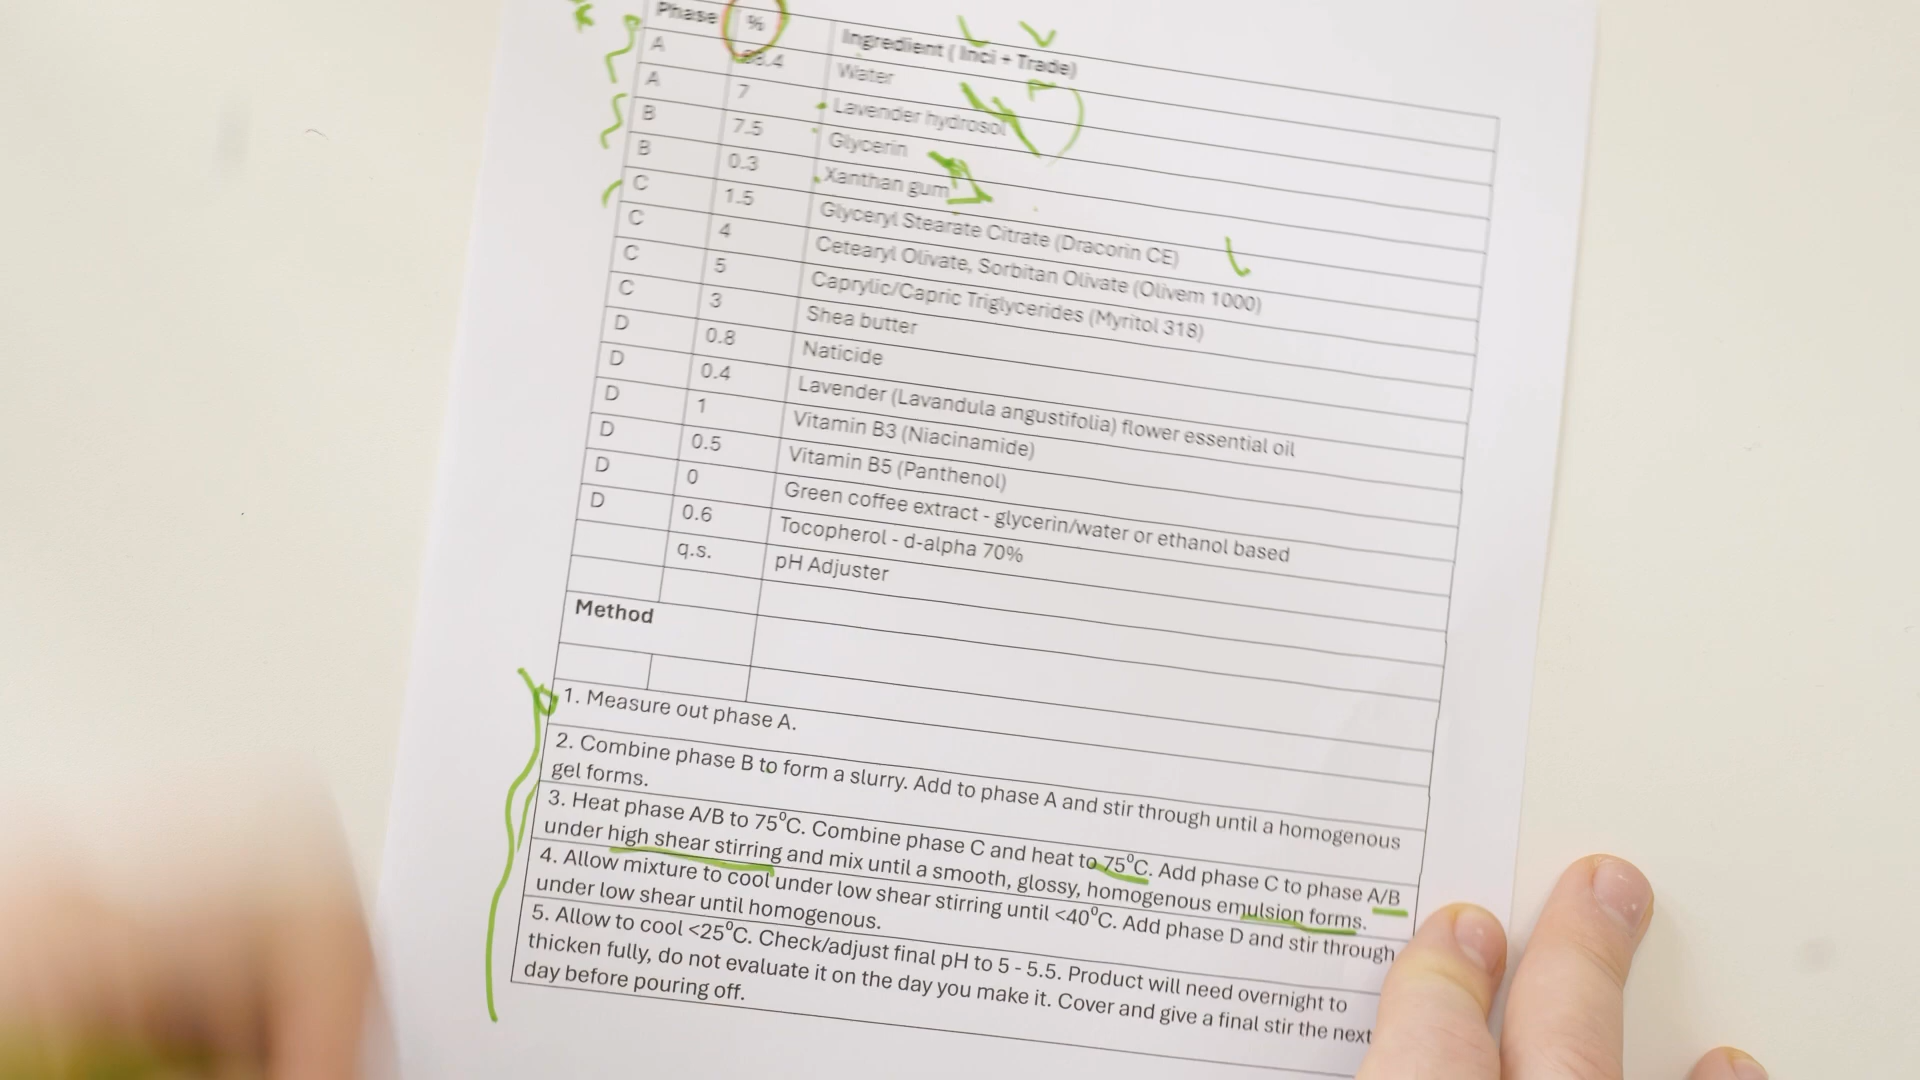 Phase % Ingredient ( Inci + Trade)
A 68.4 Water
A 7 Lavender hydrosol
B 7.5 Glycerin
B 0.3 Xanthan gum
C 1.5 Glyceryl Stearate Citrate (Dracorin CE)
C 4 Cetearyl Olivate, Sorbitan Olivate (Olivem 1000)
C 5 Caprylic/Capric Triglycerides (Myritol 318)
C 3 Shea butter
D 0.8 Naticide
D 0.4 Lavender (Lavandula angustifolia) flower essential oil
D 1 Vitamin B3 (Niacinamide)
D 0.5 Vitamin B5 (Panthenol)
D 0 Green coffee extract - glycerin/water or ethanol based
D 0.6 Tocopherol - d-alpha 70%
q.s. pH Adjuster
Method
1. Measure out phase A.
2. Combine phase B to form a slurry. Add to phase A and stir through until a homogenous
gel forms.
3. Heat phase A/B to 75⁰C. Combine phase C and heat to 75⁰C. Add phase C to phase A/B
under high shear stirring and mix until a smooth, glossy, homogenous emulsion forms.
4. Allow mixture to cool under low shear stirring until <40⁰C. Add phase D and stir through
under low shear until homogenous.
5. Allow to cool <25⁰C. Check/adjust final pH to 5 - 5.5. Product will need overnight to
thicken fully, do not evaluate it on the day you make it. Cover and give a final stir the next
day before pouring off.